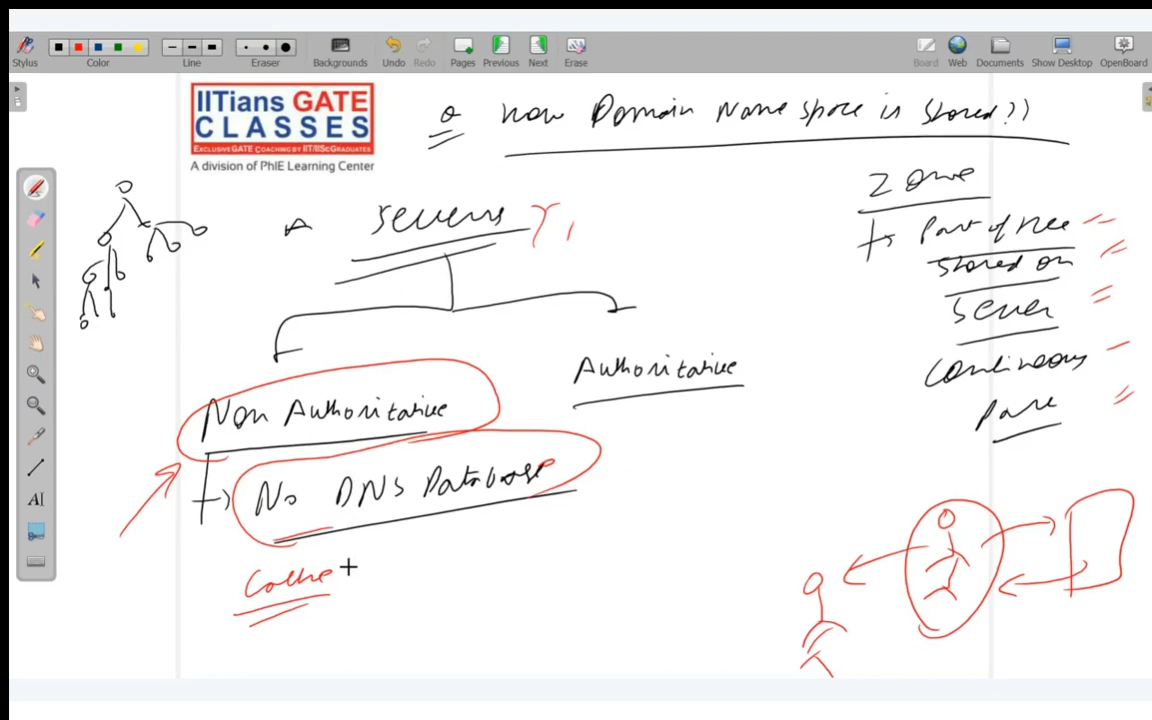 Stylus
Color
Line
Eraser
Backgrounds
Undo
Redo
Pages
Previous
Next
Erase
Board
Web
Documents
Show Desktop
OpenBoard
IITians GATE
CLASSES
EXCLUSIVE GATE COACHING BY IIT/IISC GRADUATES
A division of PhIE Learning Center
Q How Domain Name space is stored??
Zone
Part of tree
stored on
server
continuous
Part
A servers
Non Authoritative
Authoritative
No DNS Database
Cache
AI